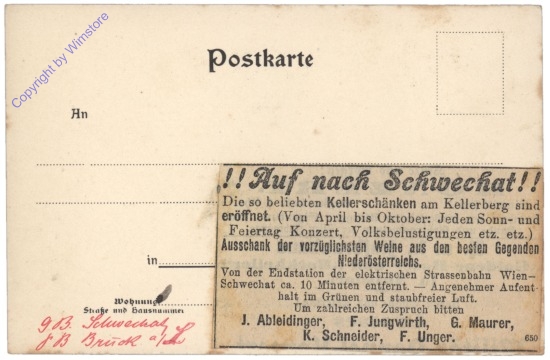 Copyright by Wimstore
Postkarte
An
!! Auf nach Schwechat !!
Die so beliebten Kellerschänken am Kellerberg sind
eröffnet. (Von April bis Oktober: Jeden Sonn- und
Feiertag Konzert, Volksbelustigungen etz. etz.)
Ausschank der vorzüglichsten Weine aus den besten Gegenden
Niederösterreichs.
Von der Endstation der elektrischen Strassenbahn Wien-
Schwechat ca. 10 Minuten entfernt. — Angenehmer Aufent-
halt im Grünen und staubfreier Luft.
Um zahlreichen Zuspruch bitten
J. Ableidinger, F. Jungwirth, G. Maurer,
K. Schneider, F. Unger. 650
in
Wohnung
Straße und Hausnummer
gB. Schwechat
Bruck a/L